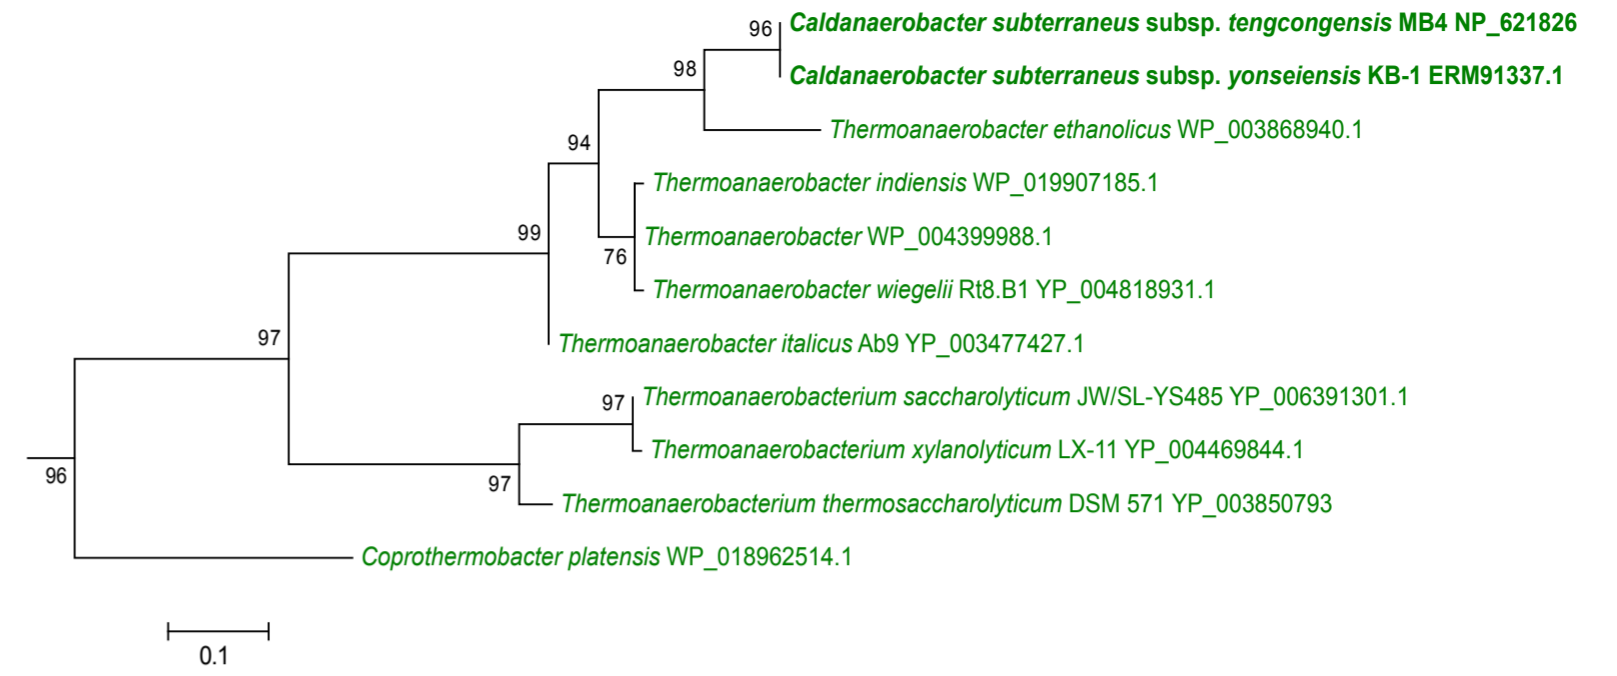 96 Caldanaerobacter subterraneus subsp. tengcongensis MB4 NP_621826
98 Caldanaerobacter subterraneus subsp. yonseiensis KB-1 ERM91337.1
Thermoanaerobacter ethanolicus WP_003868940.1
94
Thermoanaerobacter indiensis WP_019907185.1
99 Thermoanaerobacter WP_004399988.1
76
Thermoanaerobacter wiegelii Rt8.B1 YP_004818931.1
97 Thermoanaerobacter italicus Ab9 YP_003477427.1
97 Thermoanaerobacterium saccharolyticum JW/SL-YS485 YP_006391301.1
Thermoanaerobacterium xylanolyticum LX-11 YP_004469844.1
96 97
Thermoanaerobacterium thermosaccharolyticum DSM 571 YP_003850793
Coprothermobacter platensis WP_018962514.1
0.1